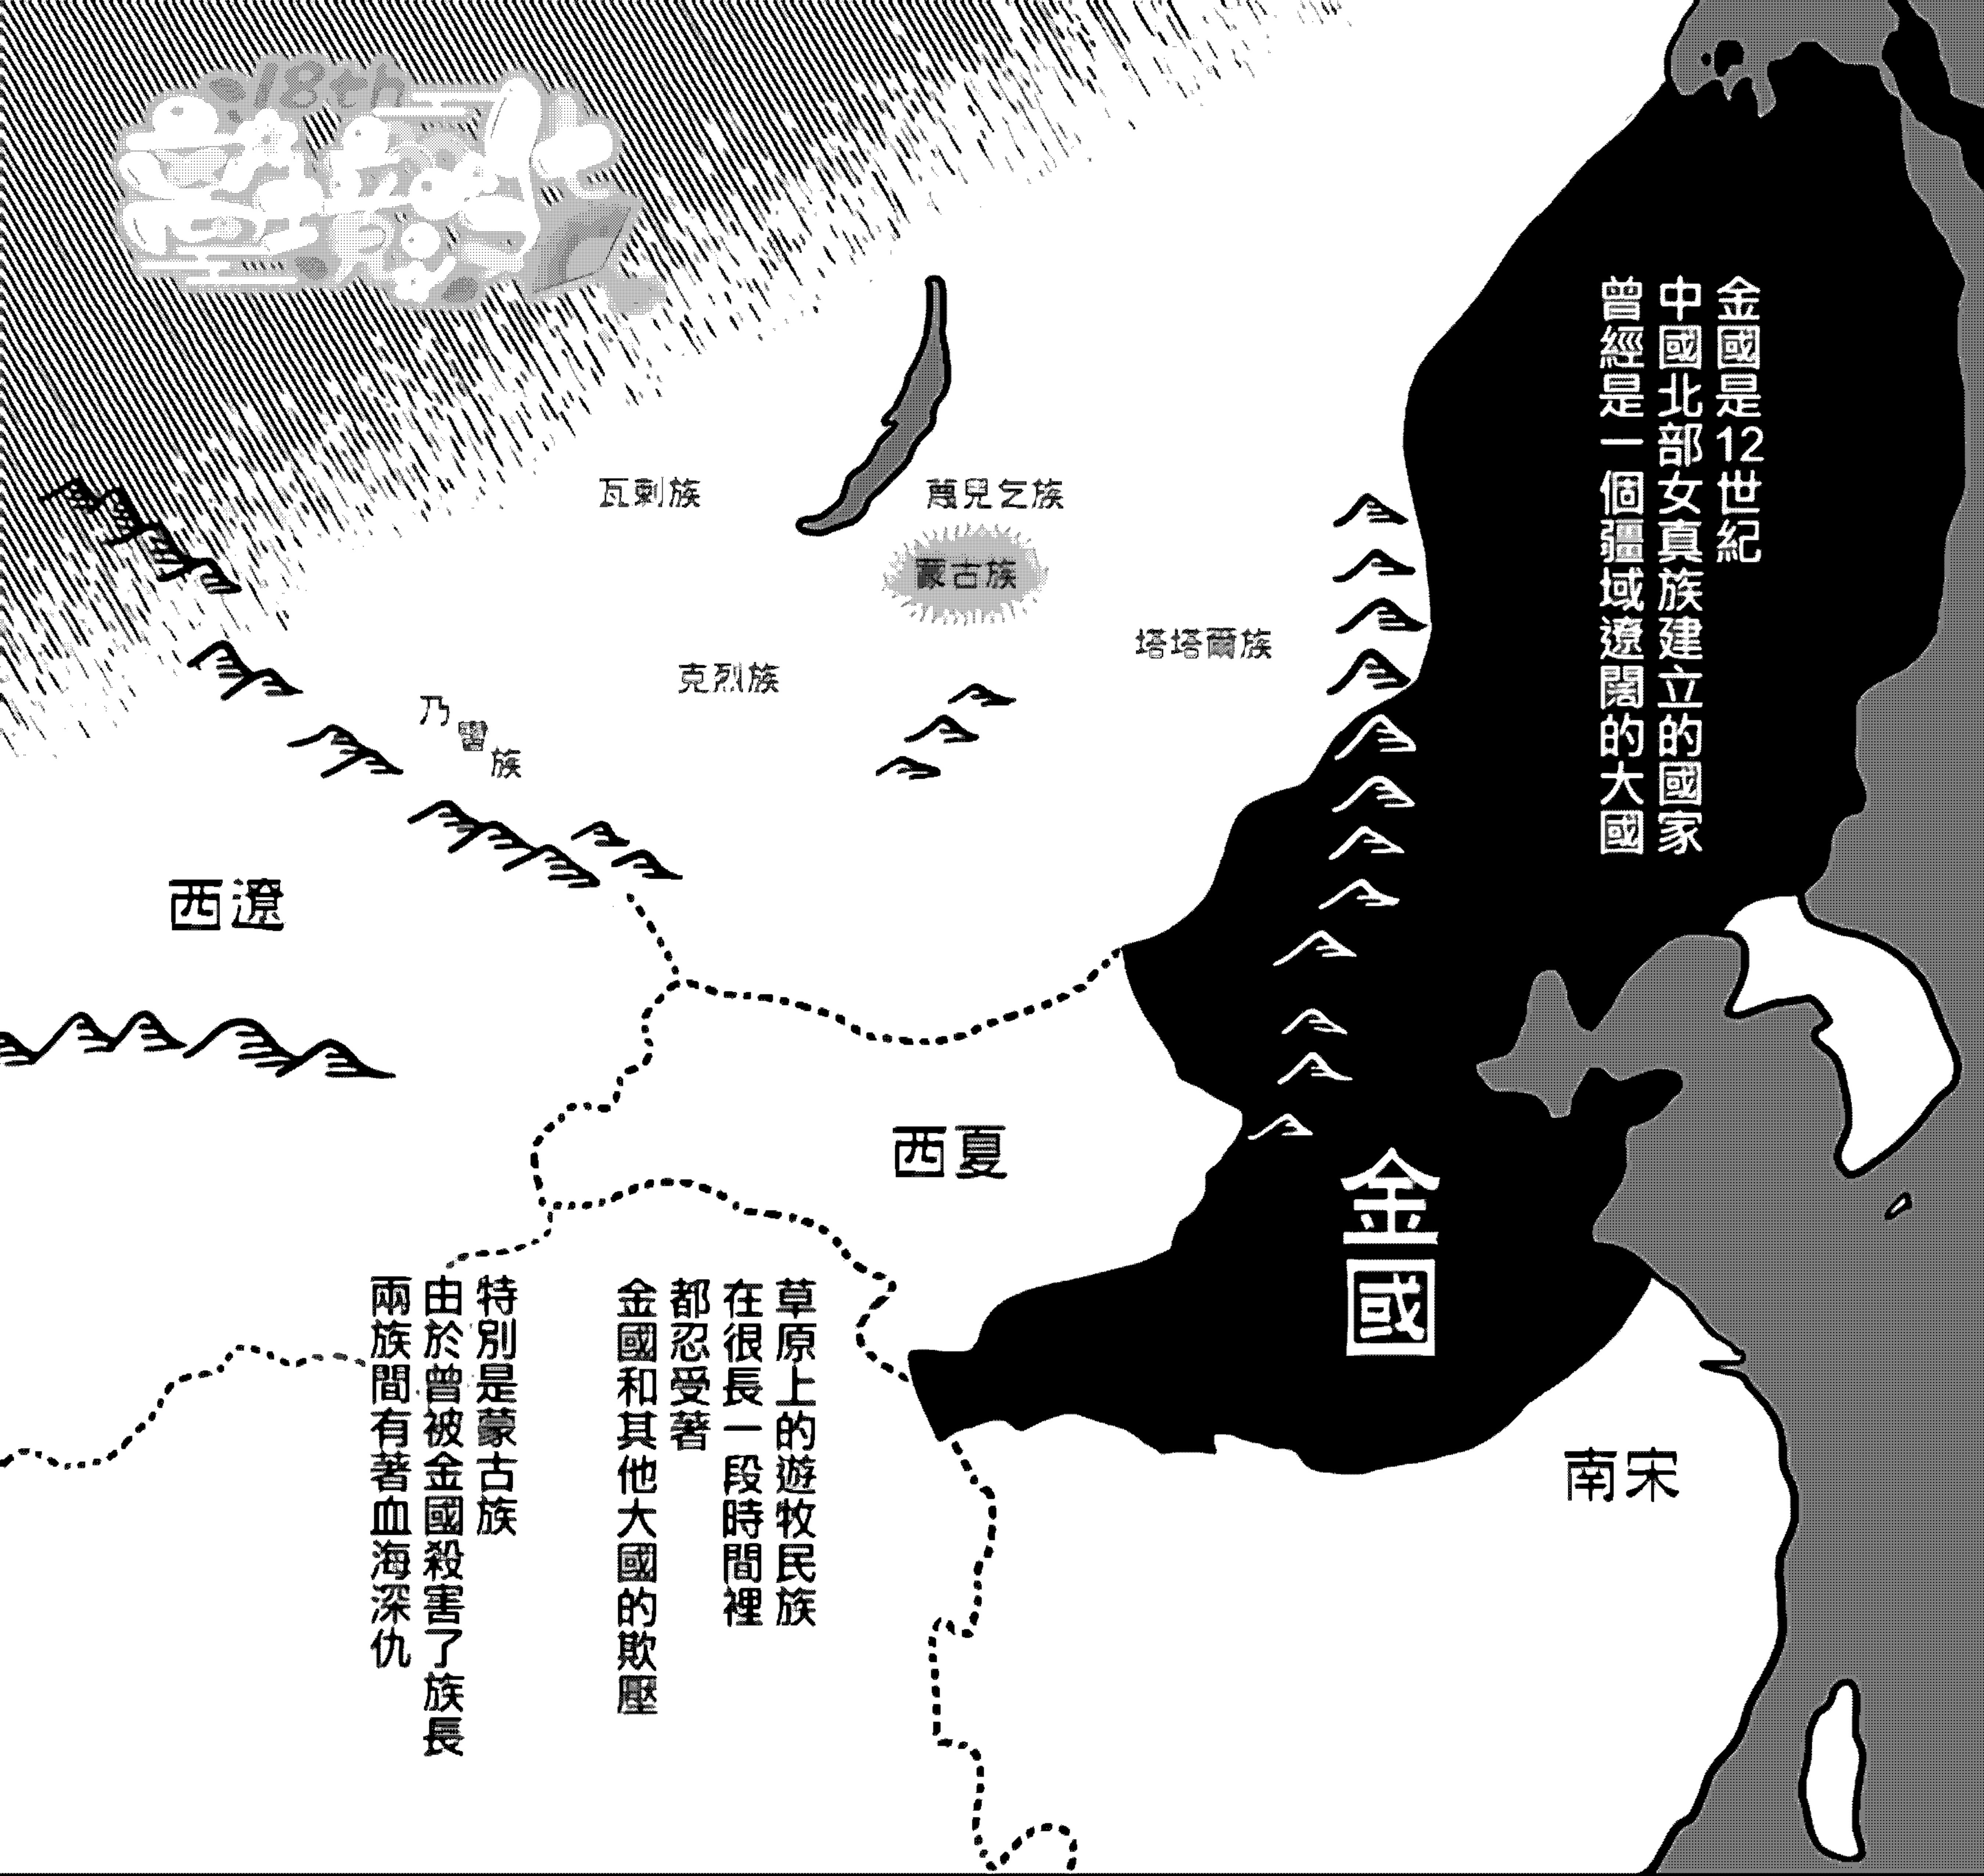 18th
金國是12世紀
中國北部女真族建立的國家
曾經是一個疆域遼闊的大國
瓦剌族
蔑兒乞族
蒙古族
塔塔爾族
克烈族
乃蠻族
西遼
西夏
金國
南宋
草原上的遊牧民族
在很長一段時間裡
都忍受著
金國和其他大國的欺壓
特別是蒙古族
由於曾被金國殺害了族長
兩族間有著血海深仇